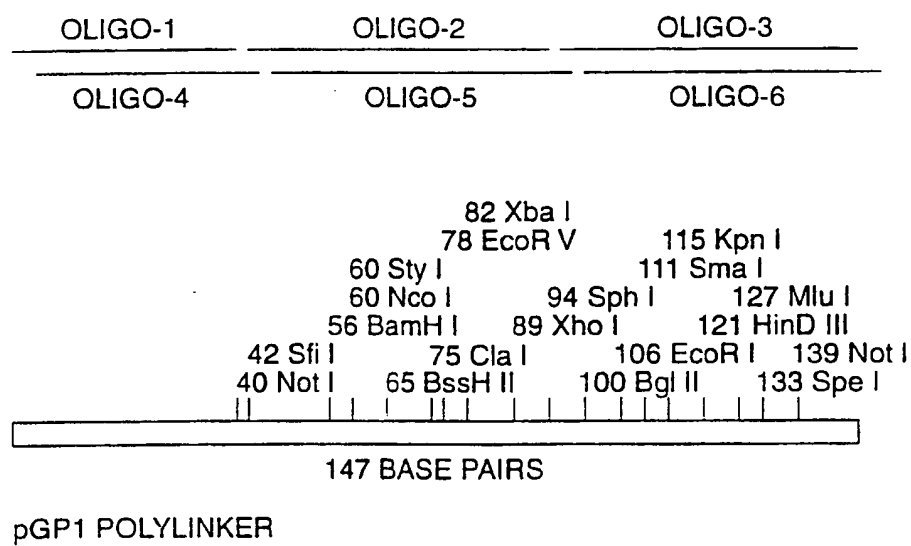 OLIGO-1 OLIGO-2 OLIGO-3
OLIGO-4 OLIGO-5 OLIGO-6
82 Xba I
78 EcoR V 115 Kpn I
60 Sty I 111 Sma I
60 Nco I 94 Sph I 127 Mlu I
56 BamH I 89 Xho I 121 HinD III
42 Sfi I 75 Cla I 106 EcoR I 139 Not I
40 Not I 65 BssH II 100 Bgl II 133 Spe I
147 BASE PAIRS
pGP1 POLYLINKER